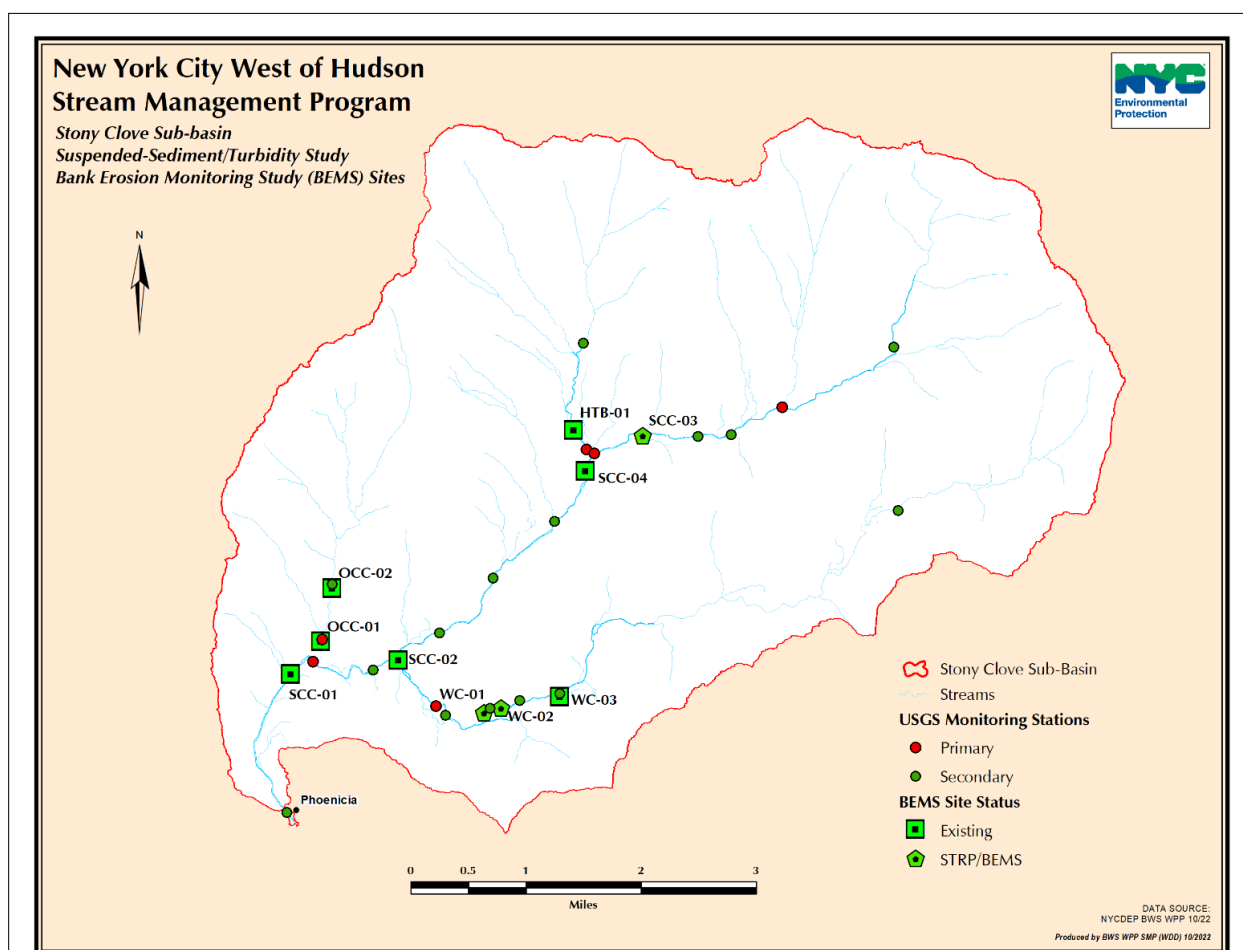 New York City West of Hudson
Stream Management Program
Stony Clove Sub-basin
Suspended-Sediment/Turbidity Study
Bank Erosion Monitoring Study (BEMS) Sites
NYC
Environmental
Protection
N
HTB-01
SCC-03
SCC-04
OCC-02
OCC-01
SCC-02
SCC-01
WC-01
WC-03
WC-02
Phoenicia
Stony Clove Sub-Basin
Streams
USGS Monitoring Stations
Primary
Secondary
BEMS Site Status
Existing
STRP/BEMS
0 0.5 1 2 3
Miles
DATA SOURCE:
NYCDEP BWS WPP 10/22
Produced by BWS WPP SMP (WDD) 10/2022